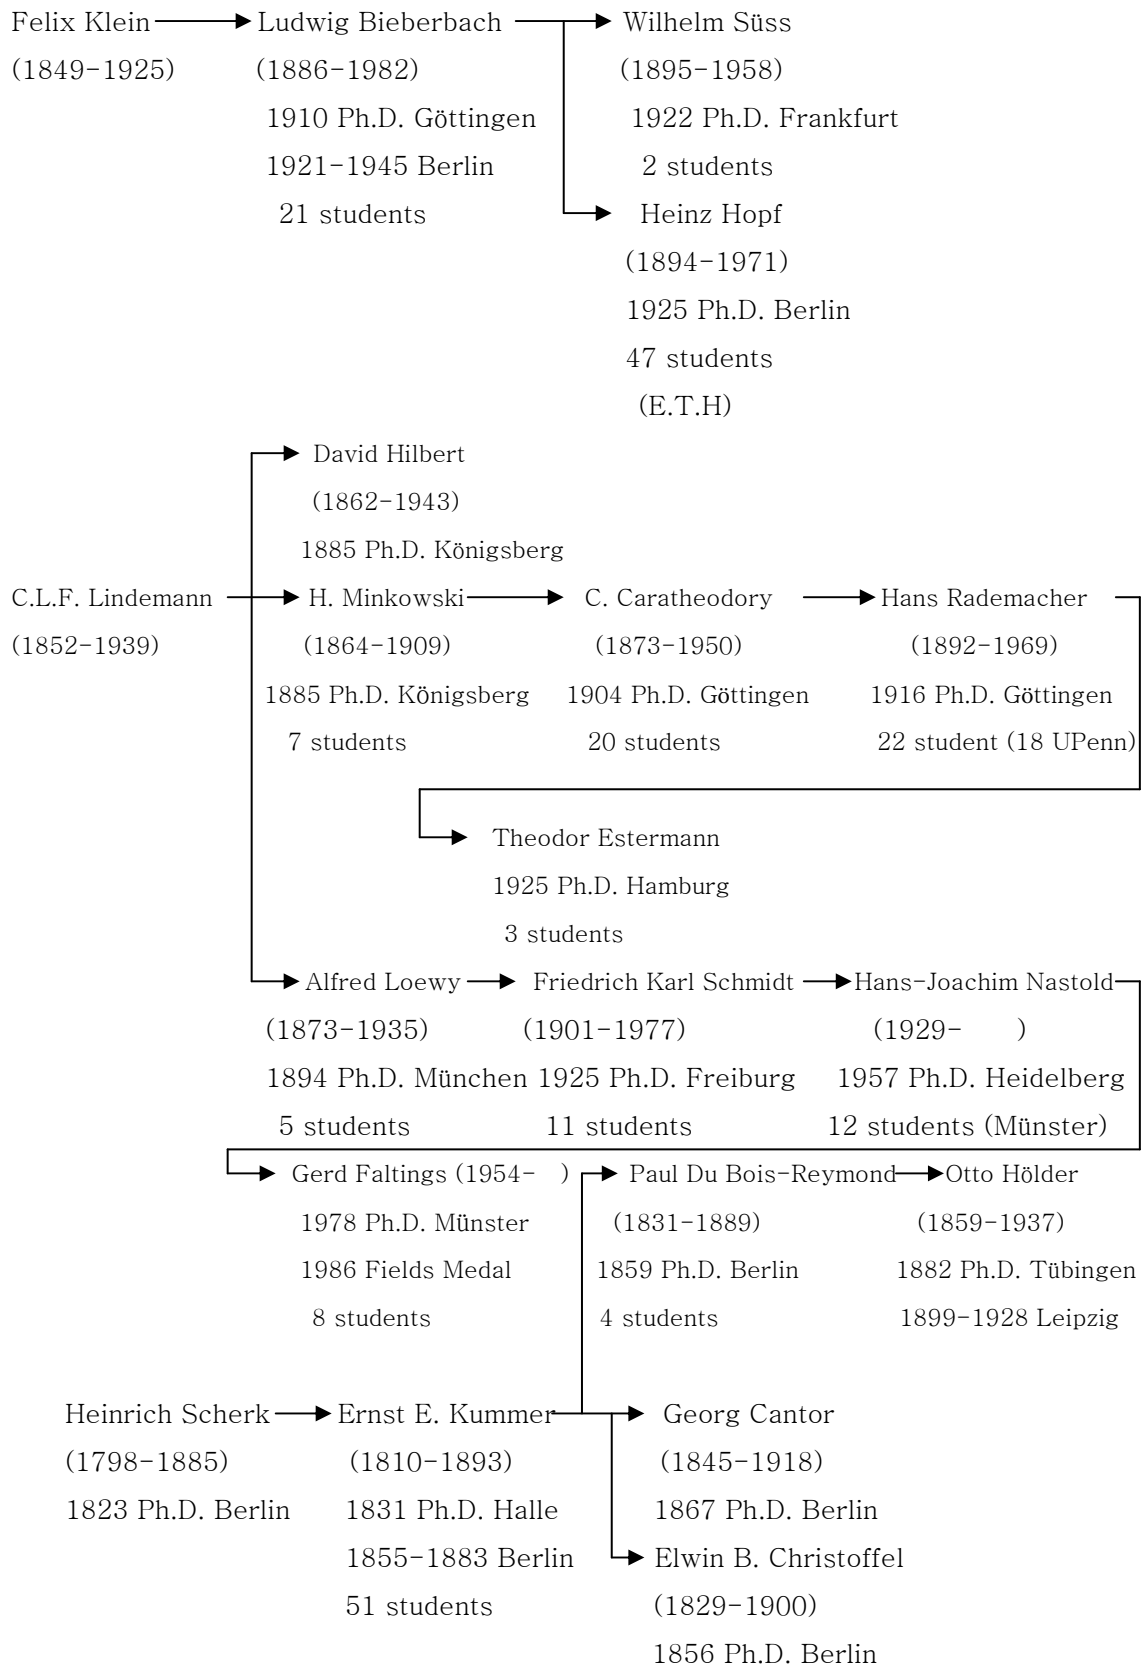 Felix Klein Ludwig Bieberbach Wilhelm Süss
(1849-1925) (1886-1982) (1895-1958)
1910 Ph.D. Göttingen 1922 Ph.D. Frankfurt
1921-1945 Berlin 2 students
21 students Heinz Hopf
(1894-1971)
1925 Ph.D. Berlin
47 students
(E.T.H)
David Hilbert
(1862-1943)
1885 Ph.D. Königsberg
C.L.F. Lindemann H. Minkowski C. Caratheodory Hans Rademacher
(1852-1939) (1864-1909) (1873-1950) (1892-1969)
1885 Ph.D. Königsberg 1904 Ph.D. Göttingen 1916 Ph.D. Göttingen
7 students 20 students 22 student (18 UPenn)
Theodor Estermann
1925 Ph.D. Hamburg
3 students
Alfred Loewy Friedrich Karl Schmidt Hans-Joachim Nastold
(1873-1935) (1901-1977) (1929- )
1894 Ph.D. München 1925 Ph.D. Freiburg 1957 Ph.D. Heidelberg
5 students 11 students 12 students (Münster)
Gerd Faltings (1954- ) Paul Du Bois-Reymond Otto Hölder
1978 Ph.D. Münster (1831-1889) (1859-1937)
1986 Fields Medal 1859 Ph.D. Berlin 1882 Ph.D. Tübingen
8 students 4 students 1899-1928 Leipzig
Heinrich Scherk Ernst E. Kummer Georg Cantor
(1798-1885) (1810-1893) (1845-1918)
1823 Ph.D. Berlin 1831 Ph.D. Halle 1867 Ph.D. Berlin
1855-1883 Berlin Elwin B. Christoffel
51 students (1829-1900)
1856 Ph.D. Berlin